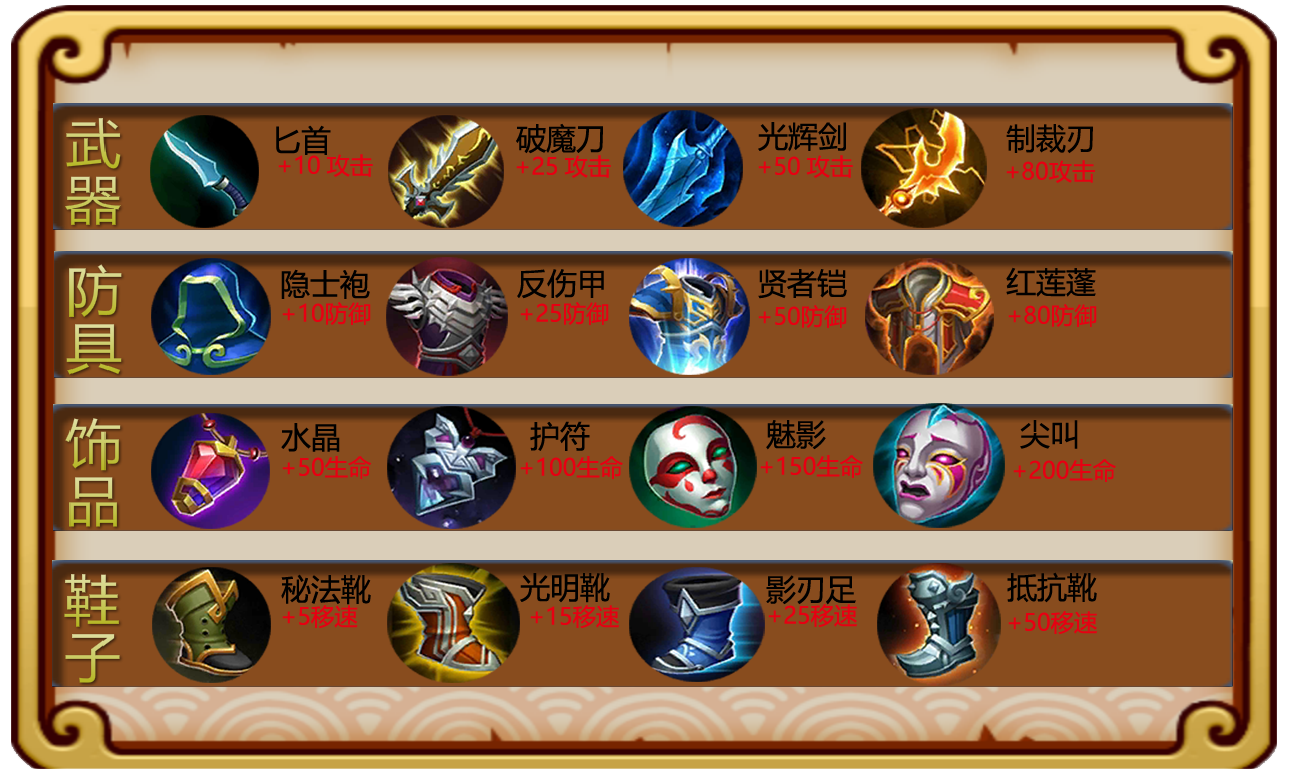 武器
匕首
+10 攻击
破魔刀
+25 攻击
光辉剑
+50 攻击
制裁刃
+80攻击
防具
隐士袍
+10防御
反伤甲
+25防御
贤者铠
+50防御
红莲蓬
+80防御
饰品
水晶
+50生命
护符
+100生命
魅影
+150生命
尖叫
+200生命
鞋子
秘法靴
+5移速
光明靴
+15移速
影刃足
+25移速
抵抗靴
+50移速